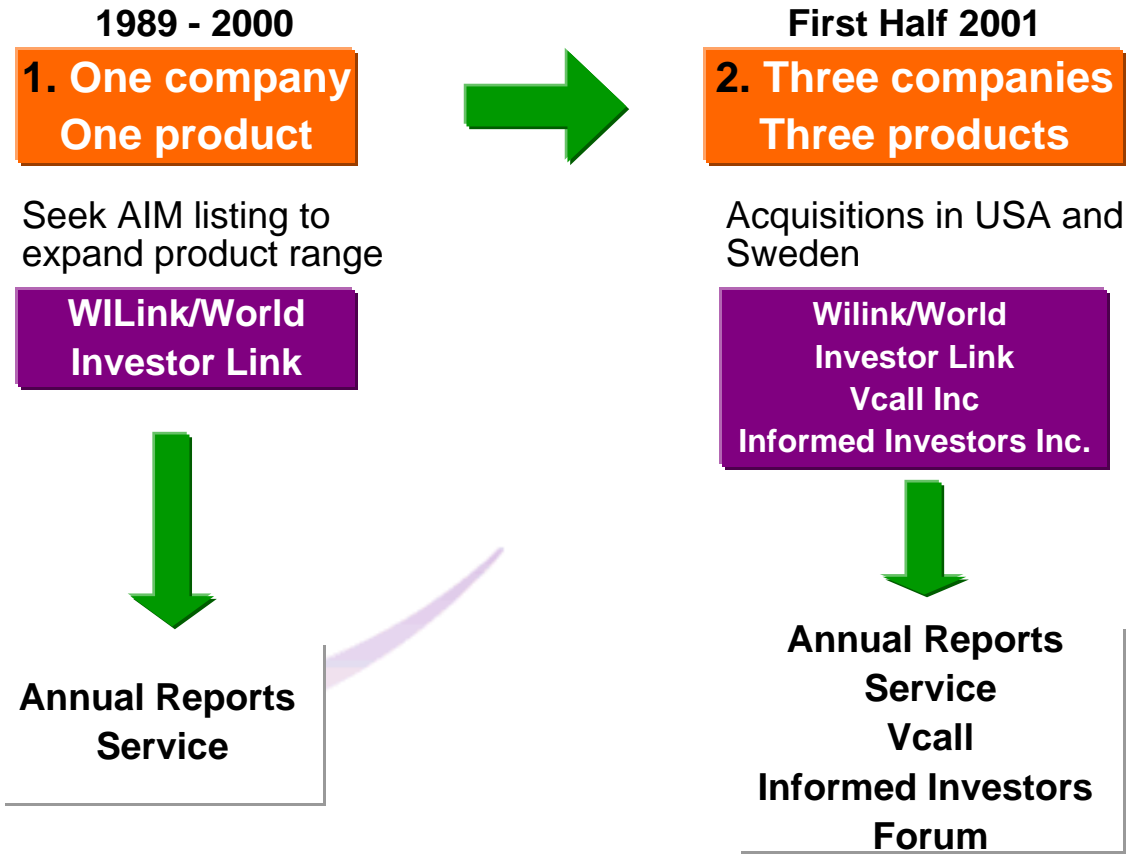 1989 - 2000
1. One company
One product
Seek AIM listing to
expand product range
WILink/World
Investor Link
Annual Reports
Service
First Half 2001
2. Three companies
Three products
Acquisitions in USA and
Sweden
Wilink/World
Investor Link
Vcall Inc
Informed Investors Inc.
Annual Reports
Service
Vcall
Informed Investors
Forum